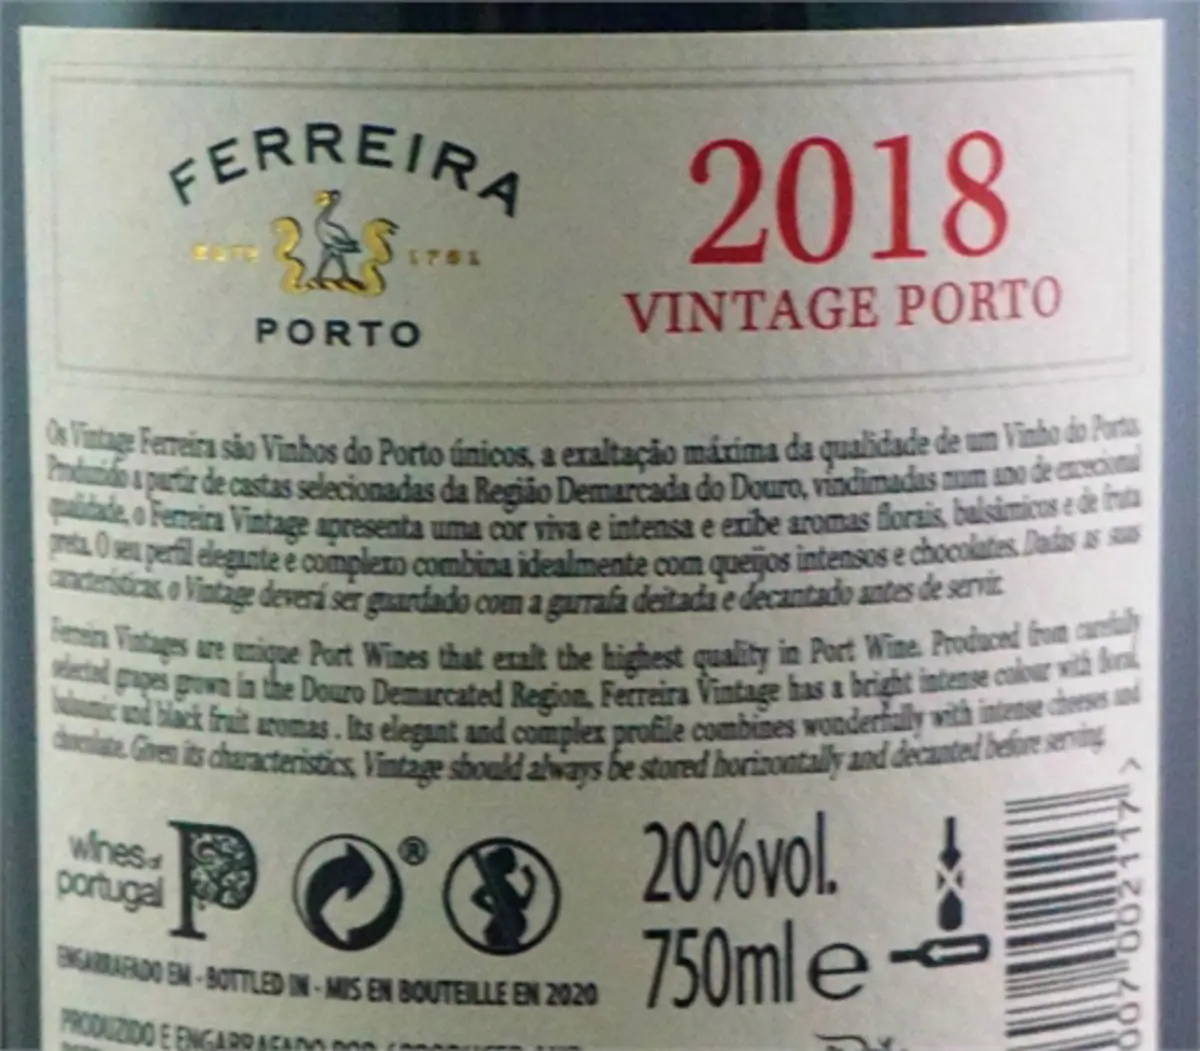 FERREIRA
ESTD 1751
PORTO
2018
VINTAGE PORTO
Os Vintage Ferreira são Vinhos do Porto únicos, a exaltação máxima da qualidade de um Vinho do Porto.
Produzido a partir de castas selecionadas da Região Demarcada do Douro, vindimadas num ano de excecional
qualidade, o Ferreira Vintage apresenta uma cor viva e intensa e exibe aromas florais, balsâmicos e de fruta
preta. O seu perfil elegante e complexo combina idealmente com queijos intensos e chocolates. Dadas as suas
características, o Vintage deverá ser guardado com a garrafa deitada e decantado antes de servir.
Ferreira Vintages are unique Port Wines that exalt the highest quality in Port Wine. Produced from carefully
selected grapes grown in the Douro Demarcated Region, Ferreira Vintage has a bright intense colour with floral,
balsamic and black fruit aromas . Its elegant and complex profile combines wonderfully with intense cheeses and
chocolate. Given its characteristics, Vintage should always be stored horizontally and decanted before serving.
wines of
portugal
P
®
20%vol.
750ml e
007002117 >
ENGARRAFADO EM - BOTTLED IN - MIS EN BOUTEILLE EN 2020
PRODUZIDO E ENGARRAFADO POR / PRODUCED AND